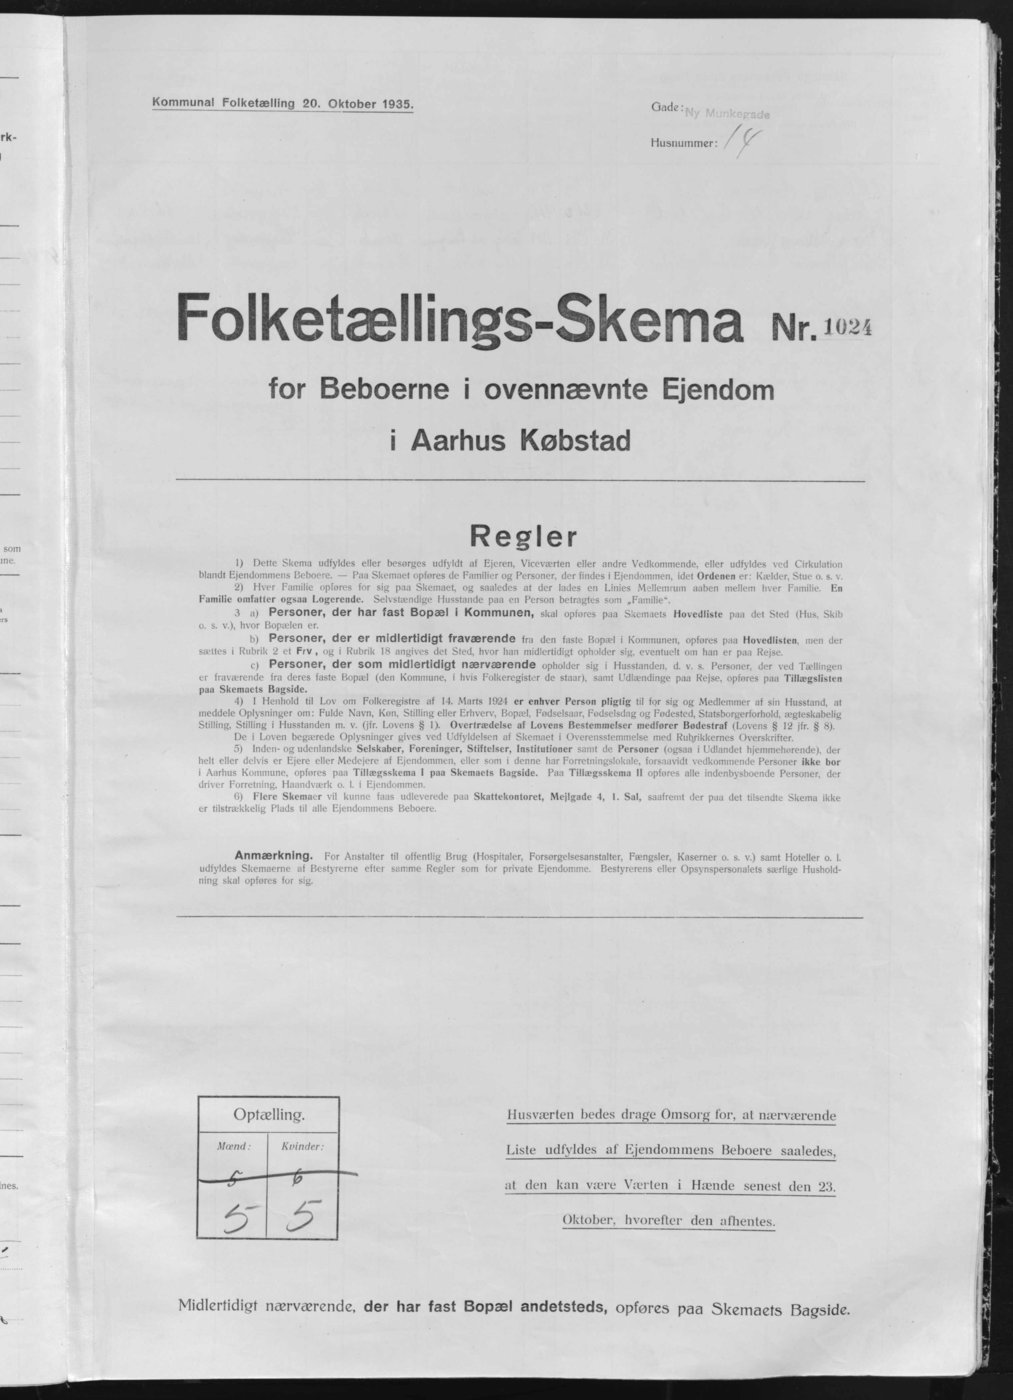 Kommunal Folketælling 20. Oktober 1935.
Gade: Ny Munkegade
Husnummer: 14
Folketællings-Skema Nr. 1024
for Beboerne i ovennævnte Ejendom
i Aarhus Købstad
Regler
1) Dette Skema udfyldes eller besørges udfyldt af Ejeren, Viceværten eller andre Vedkommende, eller udfyldes ved Cirkulation
blandt Ejendommens Beboere. — Paa Skemaet opføres de Familier og Personer, der findes i Ejendommen, idet Ordenen er: Kælder, Stue o. s. v.
2) Hver Familie opføres for sig paa Skemaet, og saaledes at der lades en Linies Mellemrum aaben mellem hver Familie. En
Familie omfatter ogsaa Logerende. Selvstændige Husstande paa en Person betragtes som „Familie“.
3 a) Personer, der har fast Bopæl i Kommunen, skal opføres paa Skemaets Hovedliste paa det Sted (Hus, Skib
o. s. v.), hvor Bopælen er.
b) Personer, der er midlertidigt fraværende fra den faste Bopæl i Kommunen, opføres paa Hovedlisten, men der
sættes i Rubrik 2 et Frv., og i Rubrik 18 angives det Sted, hvor han midlertidigt opholder sig, eventuelt om han er paa Rejse.
c) Personer, der som midlertidigt nærværende opholder sig i Husstanden, d. v. s. Personer, der ved Tællingen
er fraværende fra deres faste Bopæl (den Kommune, i hvis Folkeregister de staar), samt Udlændinge paa Rejse, opføres paa Tillægslisten
paa Skemaets Bagside.
4) I Henhold til Lov om Folkeregistre af 14. Marts 1924 er enhver Person pligtig til for sig og Medlemmer af sin Husstand, at
meddele Oplysninger om: Fulde Navn, Køn, Stilling eller Erhverv, Bopæl, Fødselsaar, Fødselsdag og Fødested, Statsborgerforhold, ægteskabelig
Stilling, Stilling i Husstanden m. v. (jfr. Lovens § 1). Overtrædelse af Lovens Bestemmelser medfører Bødestraf (Lovens § 12 jfr. § 8).
De i Loven begærede Oplysninger gives ved Udfyldelsen af Skemaet i Overensstemmelse med Rubrikkernes Overskrifter.
5) Inden- og udenlandske Selskaber, Foreninger, Stiftelser, Institutioner samt de Personer (ogsaa i Udlandet hjemmehørende), der
helt eller delvis er Ejere eller Medejere af Ejendommen, eller som i denne har Forretningslokale, forsaavidt vedkommende Personer ikke bor
i Aarhus Kommune, opføres paa Tillægsskema I paa Skemaets Bagside. Paa Tillægsskema II opføres alle indenbysboende Personer, der
driver Forretning, Haandværk o. l. i Ejendommen.
6) Flere Skemaer vil kunne faas udleverede paa Skattekontoret, Mejlgade 4, 1. Sal, saafremt der paa det tilsendte Skema ikke
er tilstrækkelig Plads til alle Ejendommens Beboere.
Anmærkning. For Anstalter til offentlig Brug (Hospitaler, Forsørgelsesanstalter, Fængsler, Kaserner o. s. v.) samt Hoteller o. l.
udfyldes Skemaerne af Bestyrerne efter samme Regler som for private Ejendomme. Bestyrerens eller Opsynspersonalets særlige Hushold-
ning skal opføres for sig.
Optælling.
Mænd: Kvinder:
5 6
5 5
Husværten bedes drage Omsorg for, at nærværende
Liste udfyldes af Ejendommens Beboere saaledes,
at den kan være Værten i Hænde senest den 23.
Oktober, hvorefter den afhentes.
Midlertidigt nærværende, der har fast Bopæl andetsteds, opføres paa Skemaets Bagside.